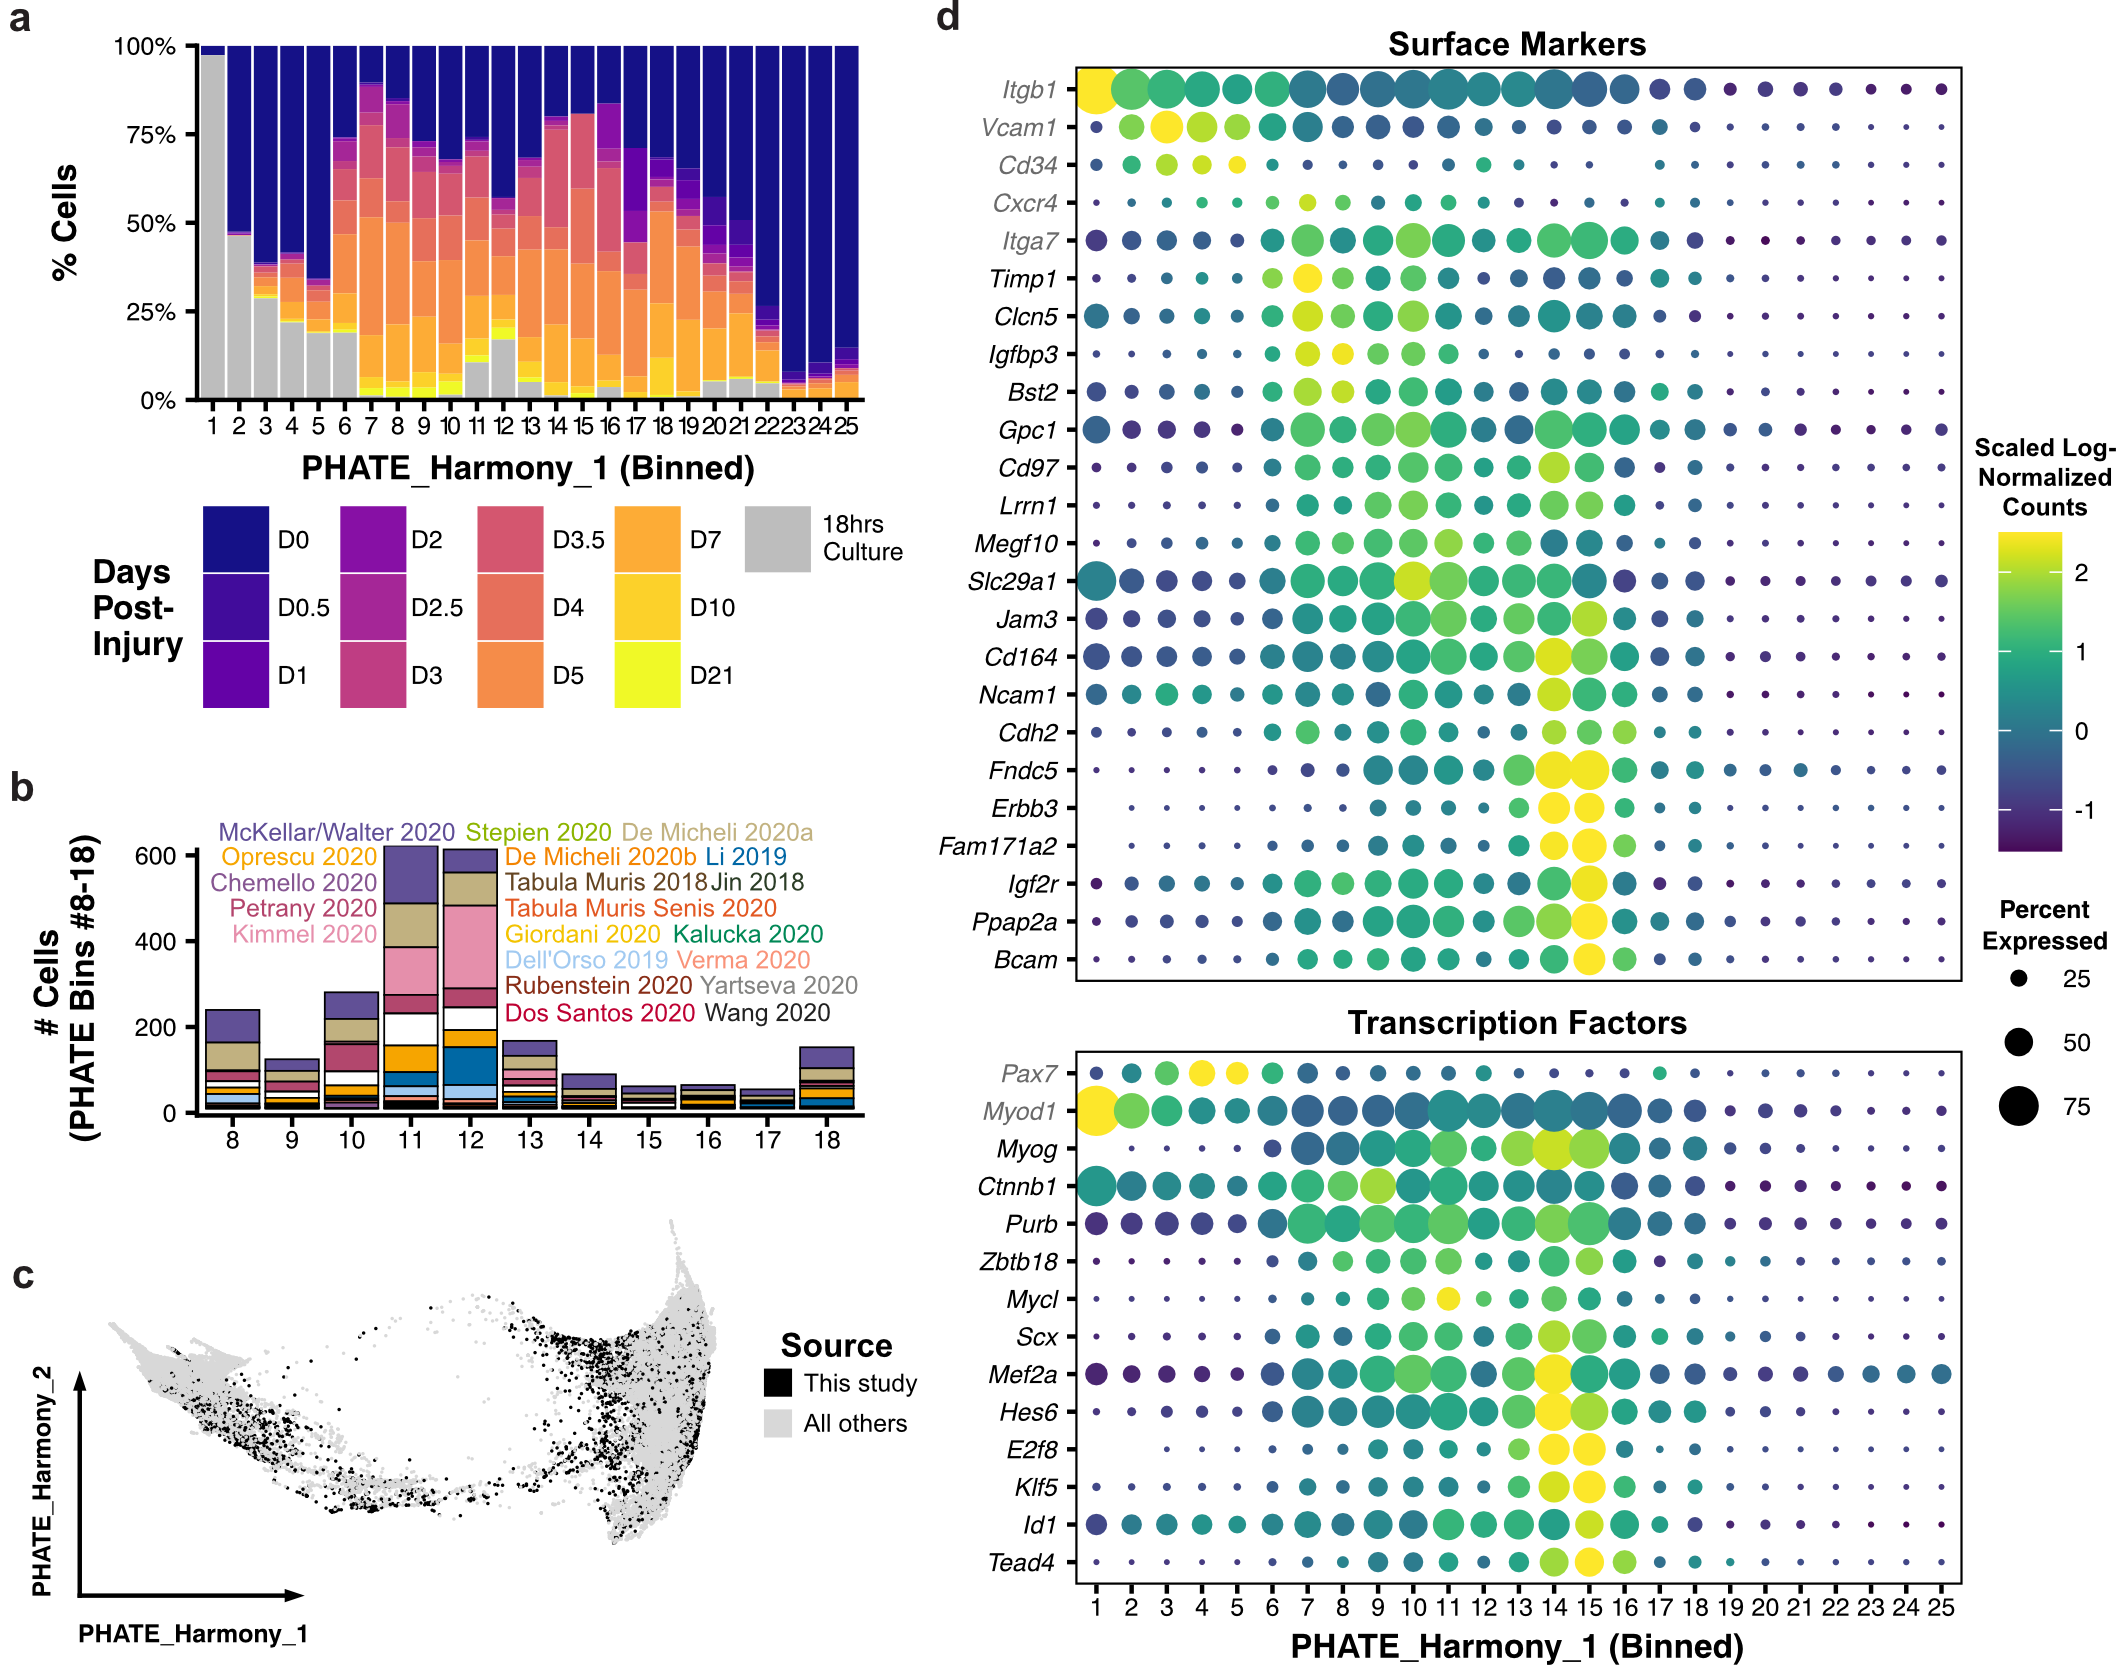 a
100%
75%
50%
25%
0%
% Cells
1 2 3 4 5 6 7 8 9 10 11 12 13 14 15 16 17 18 19 20 21 22 23 24 25
PHATE_Harmony_1 (Binned)
Days
Post-
Injury
D0
D0.5
D1
D2
D2.5
D3
D3.5
D4
D5
D7
D10
D21
18hrs
Culture
b
# Cells
(PHATE Bins #8-18)
600
400
200
0
McKellar/Walter 2020 Stepien 2020 De Micheli 2020a
Oprescu 2020 De Micheli 2020b Li 2019
Chemello 2020 Tabula Muris 2018 Jin 2018
Petrany 2020 Tabula Muris Senis 2020
Kimmel 2020 Giordani 2020 Kalucka 2020
Dell'Orso 2019 Verma 2020
Rubenstein 2020 Yartseva 2020
Dos Santos 2020 Wang 2020
8 9 10 11 12 13 14 15 16 17 18
c
PHATE_Harmony_2
PHATE_Harmony_1
Source
This study
All others
d
Surface Markers
Itgb1
Vcam1
Cd34
Cxcr4
Itga7
Timp1
Clcn5
Igfbp3
Bst2
Gpc1
Cd97
Lrrn1
Megf10
Slc29a1
Jam3
Cd164
Ncam1
Cdh2
Fndc5
Erbb3
Fam171a2
Igf2r
Ppap2a
Bcam
Transcription Factors
Pax7
Myod1
Myog
Ctnnb1
Purb
Zbtb18
Mycl
Scx
Mef2a
Hes6
E2f8
Klf5
Id1
Tead4
1 2 3 4 5 6 7 8 9 10 11 12 13 14 15 16 17 18 19 20 21 22 23 24 25
PHATE_Harmony_1 (Binned)
Scaled Log-
Normalized
Counts
2
1
0
-1
Percent
Expressed
25
50
75